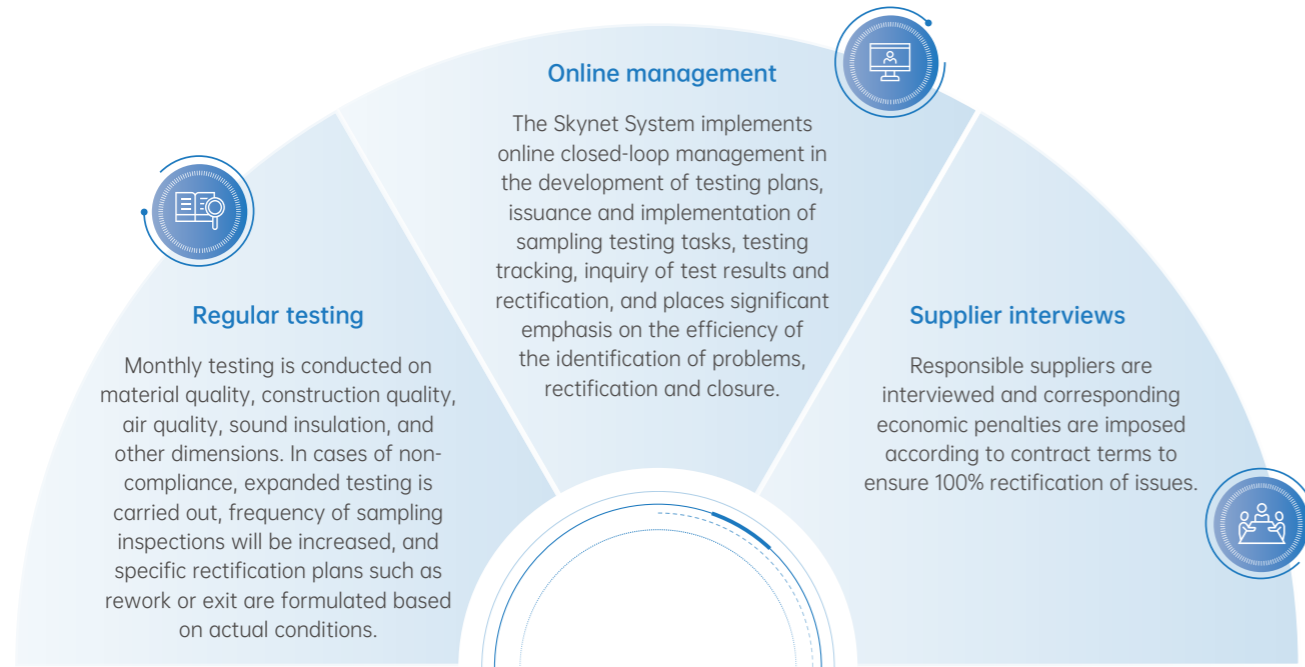 Online management
The Skynet System implements
online closed-loop management in
the development of testing plans,
issuance and implementation of
sampling testing tasks, testing
tracking, inquiry of test results and
rectification, and places significant
emphasis on the efficiency of
the identification of problems,
rectification and closure.
Regular testing
Monthly testing is conducted on
material quality, construction quality,
air quality, sound insulation, and
other dimensions. In cases of non-
compliance, expanded testing is
carried out, frequency of sampling
inspections will be increased, and
specific rectification plans such as
rework or exit are formulated based
on actual conditions.
Supplier interviews
Responsible suppliers are
interviewed and corresponding
economic penalties are imposed
according to contract terms to
ensure 100% rectification of issues.